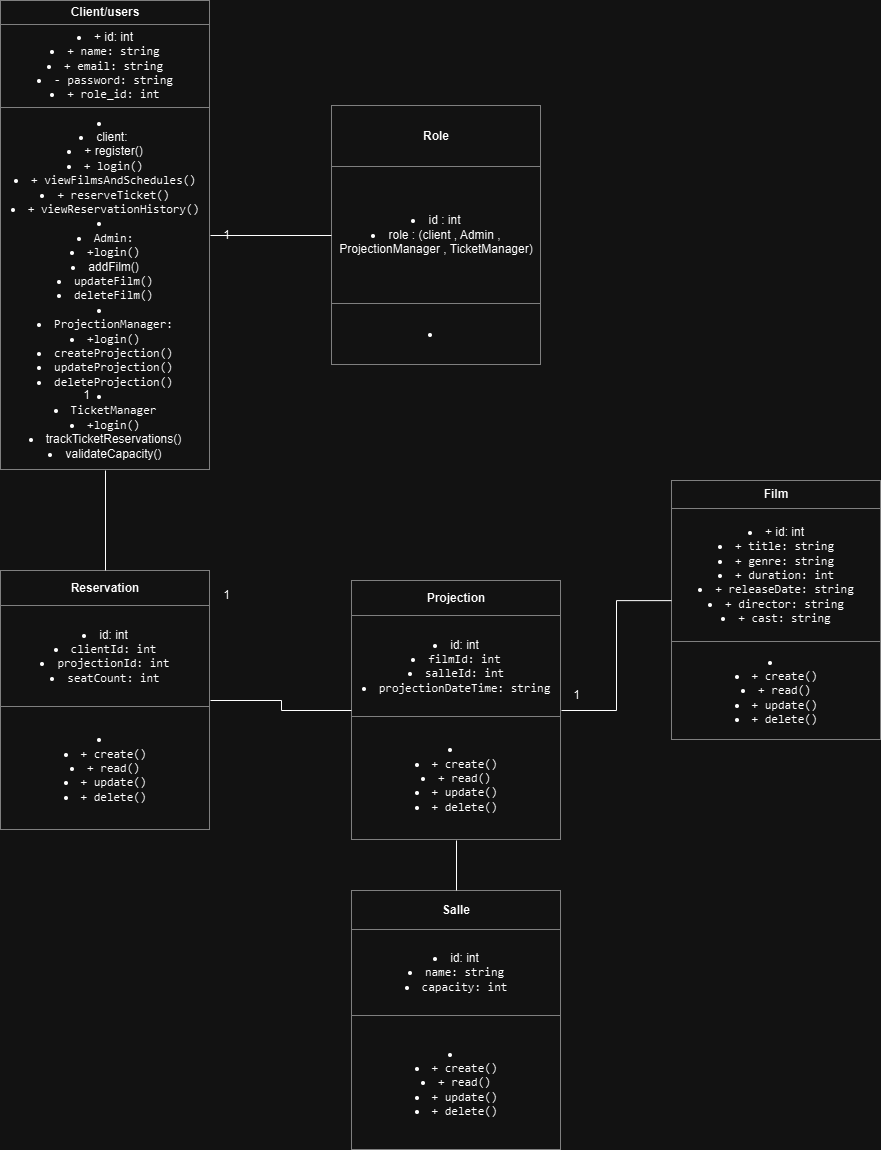 Client/users
+ id: int
+ name: string
+ email: string
- password: string
+ role_id: int
client:
+ register()
+ login()
+ viewFilmsAndSchedules()
+ reserveTicket()
+ viewReservationHistory()
Admin:
+login()
addFilm()
updateFilm()
deleteFilm()
ProjectionManager:
+login()
createProjection()
updateProjection()
deleteProjection()
1
TicketManager
+login()
trackTicketReservations()
validateCapacity()
1
Role
id : int
role : (client , Admin ,
ProjectionManager , TicketManager)
Reservation
id: int
clientId: int
projectionId: int
seatCount: int
+ create()
+ read()
+ update()
+ delete()
1
Projection
id: int
filmId: int
salleId: int
projectionDateTime: string
+ create()
+ read()
+ update()
+ delete()
1
Film
+ id: int
+ title: string
+ genre: string
+ duration: int
+ releaseDate: string
+ director: string
+ cast: string
+ create()
+ read()
+ update()
+ delete()
Salle
id: int
name: string
capacity: int
+ create()
+ read()
+ update()
+ delete()